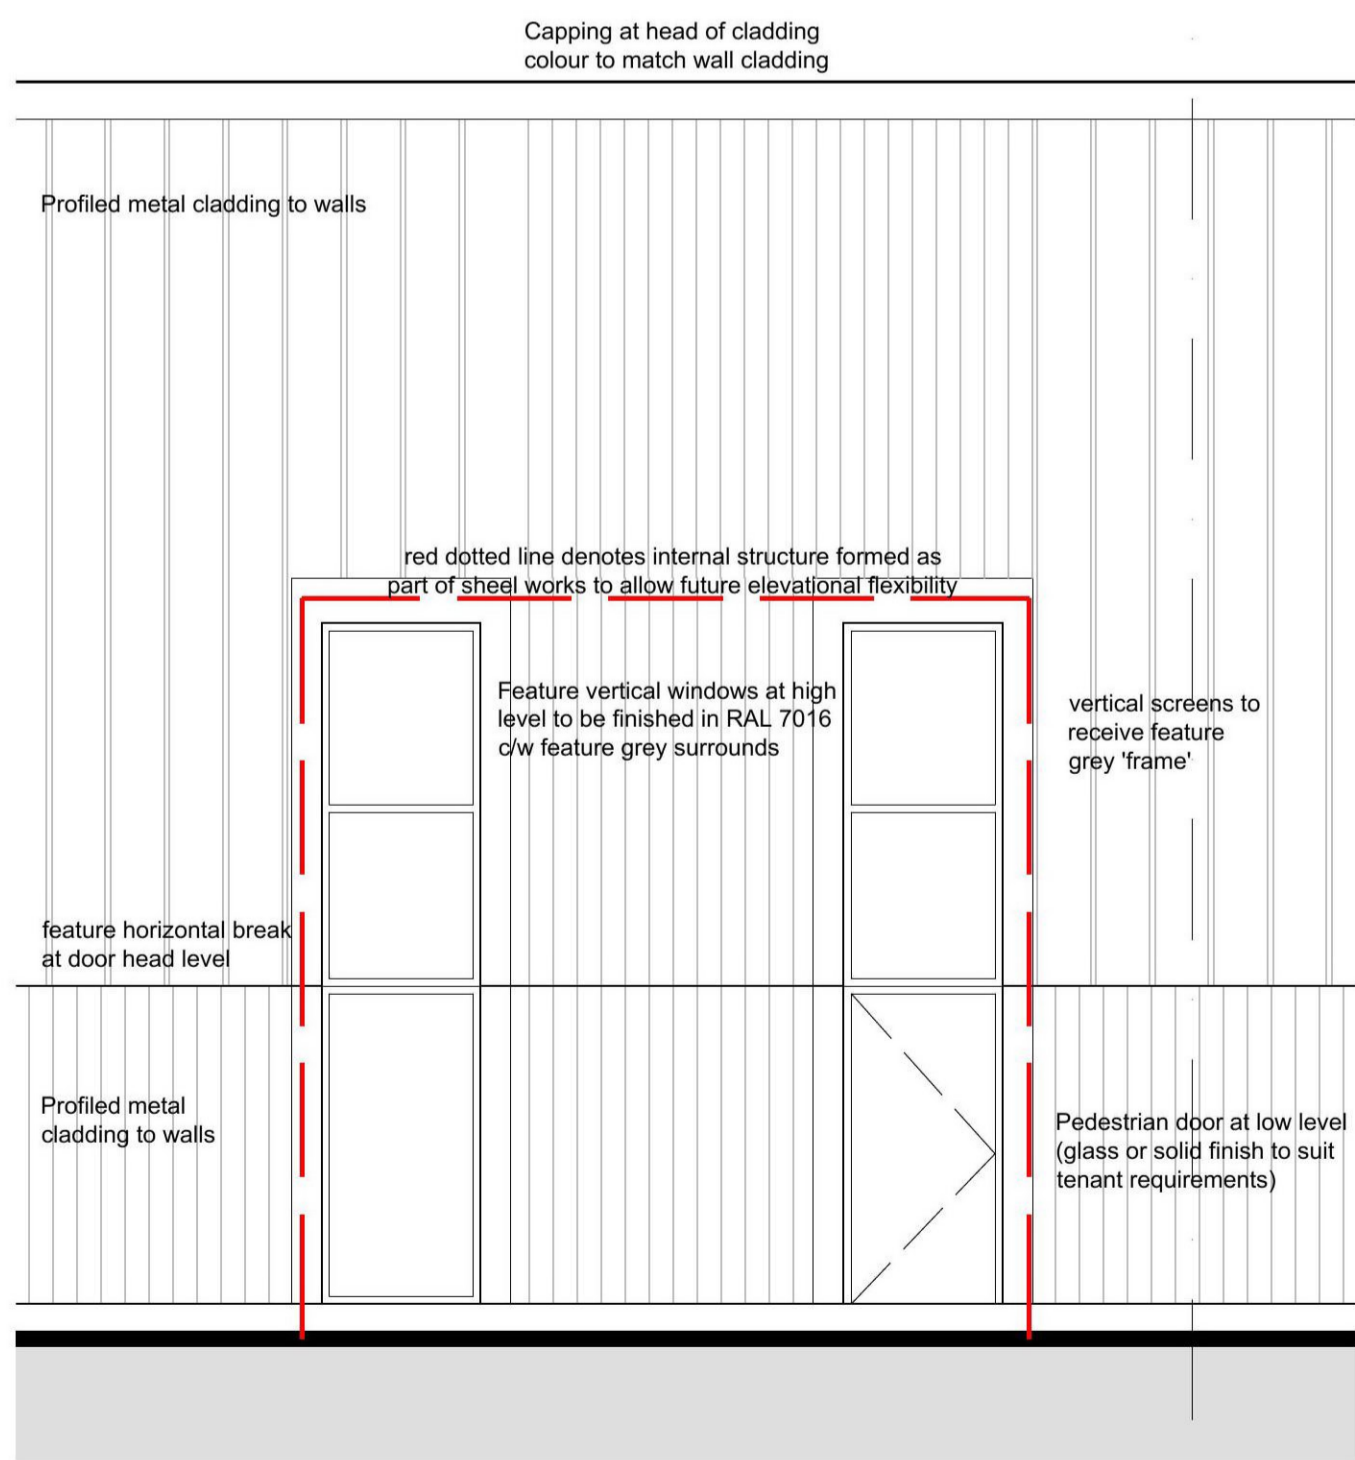 Capping at head of cladding
colour to match wall cladding
Profiled metal cladding to walls
red dotted line denotes internal structure formed as
part of sheel works to allow future elevational flexibility
Feature vertical windows at high
level to be finished in RAL 7016
c/w feature grey surrounds
vertical screens to
receive feature
grey 'frame'
feature horizontal break
at door head level
Profiled metal
cladding to walls
Pedestrian door at low level
(glass or solid finish to suit
tenant requirements)